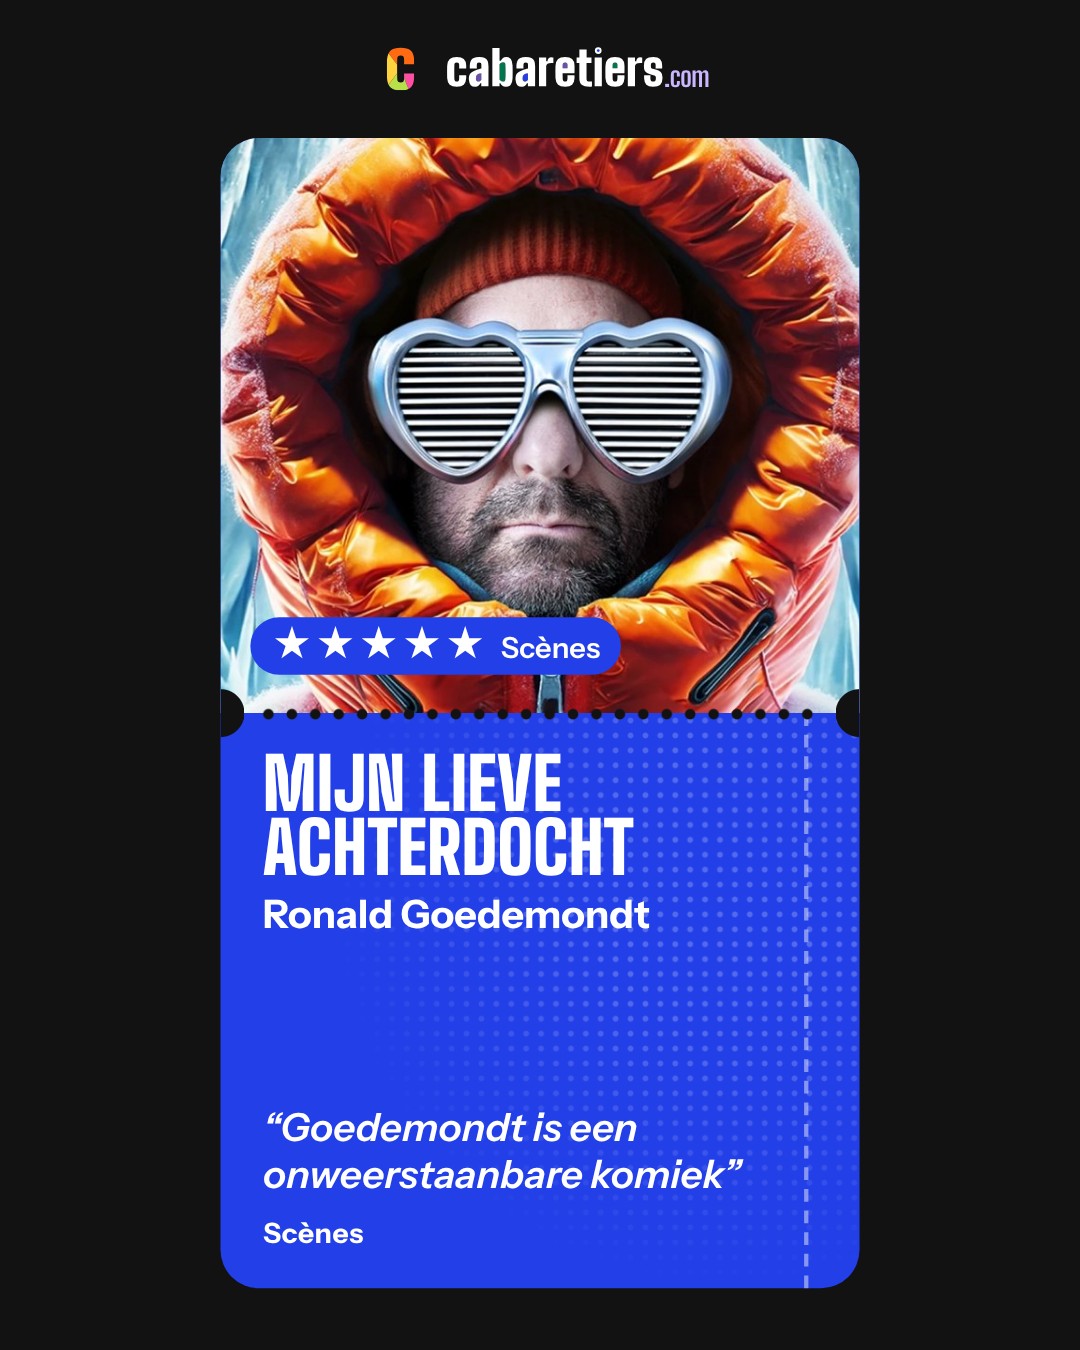 cabaretiers.com
★★★★★ Scènes
MIJN LIEVE
ACHTERDOCHT
Ronald Goedemondt
“Goedemondt is een
onweerstaanbare komiek”
Scènes